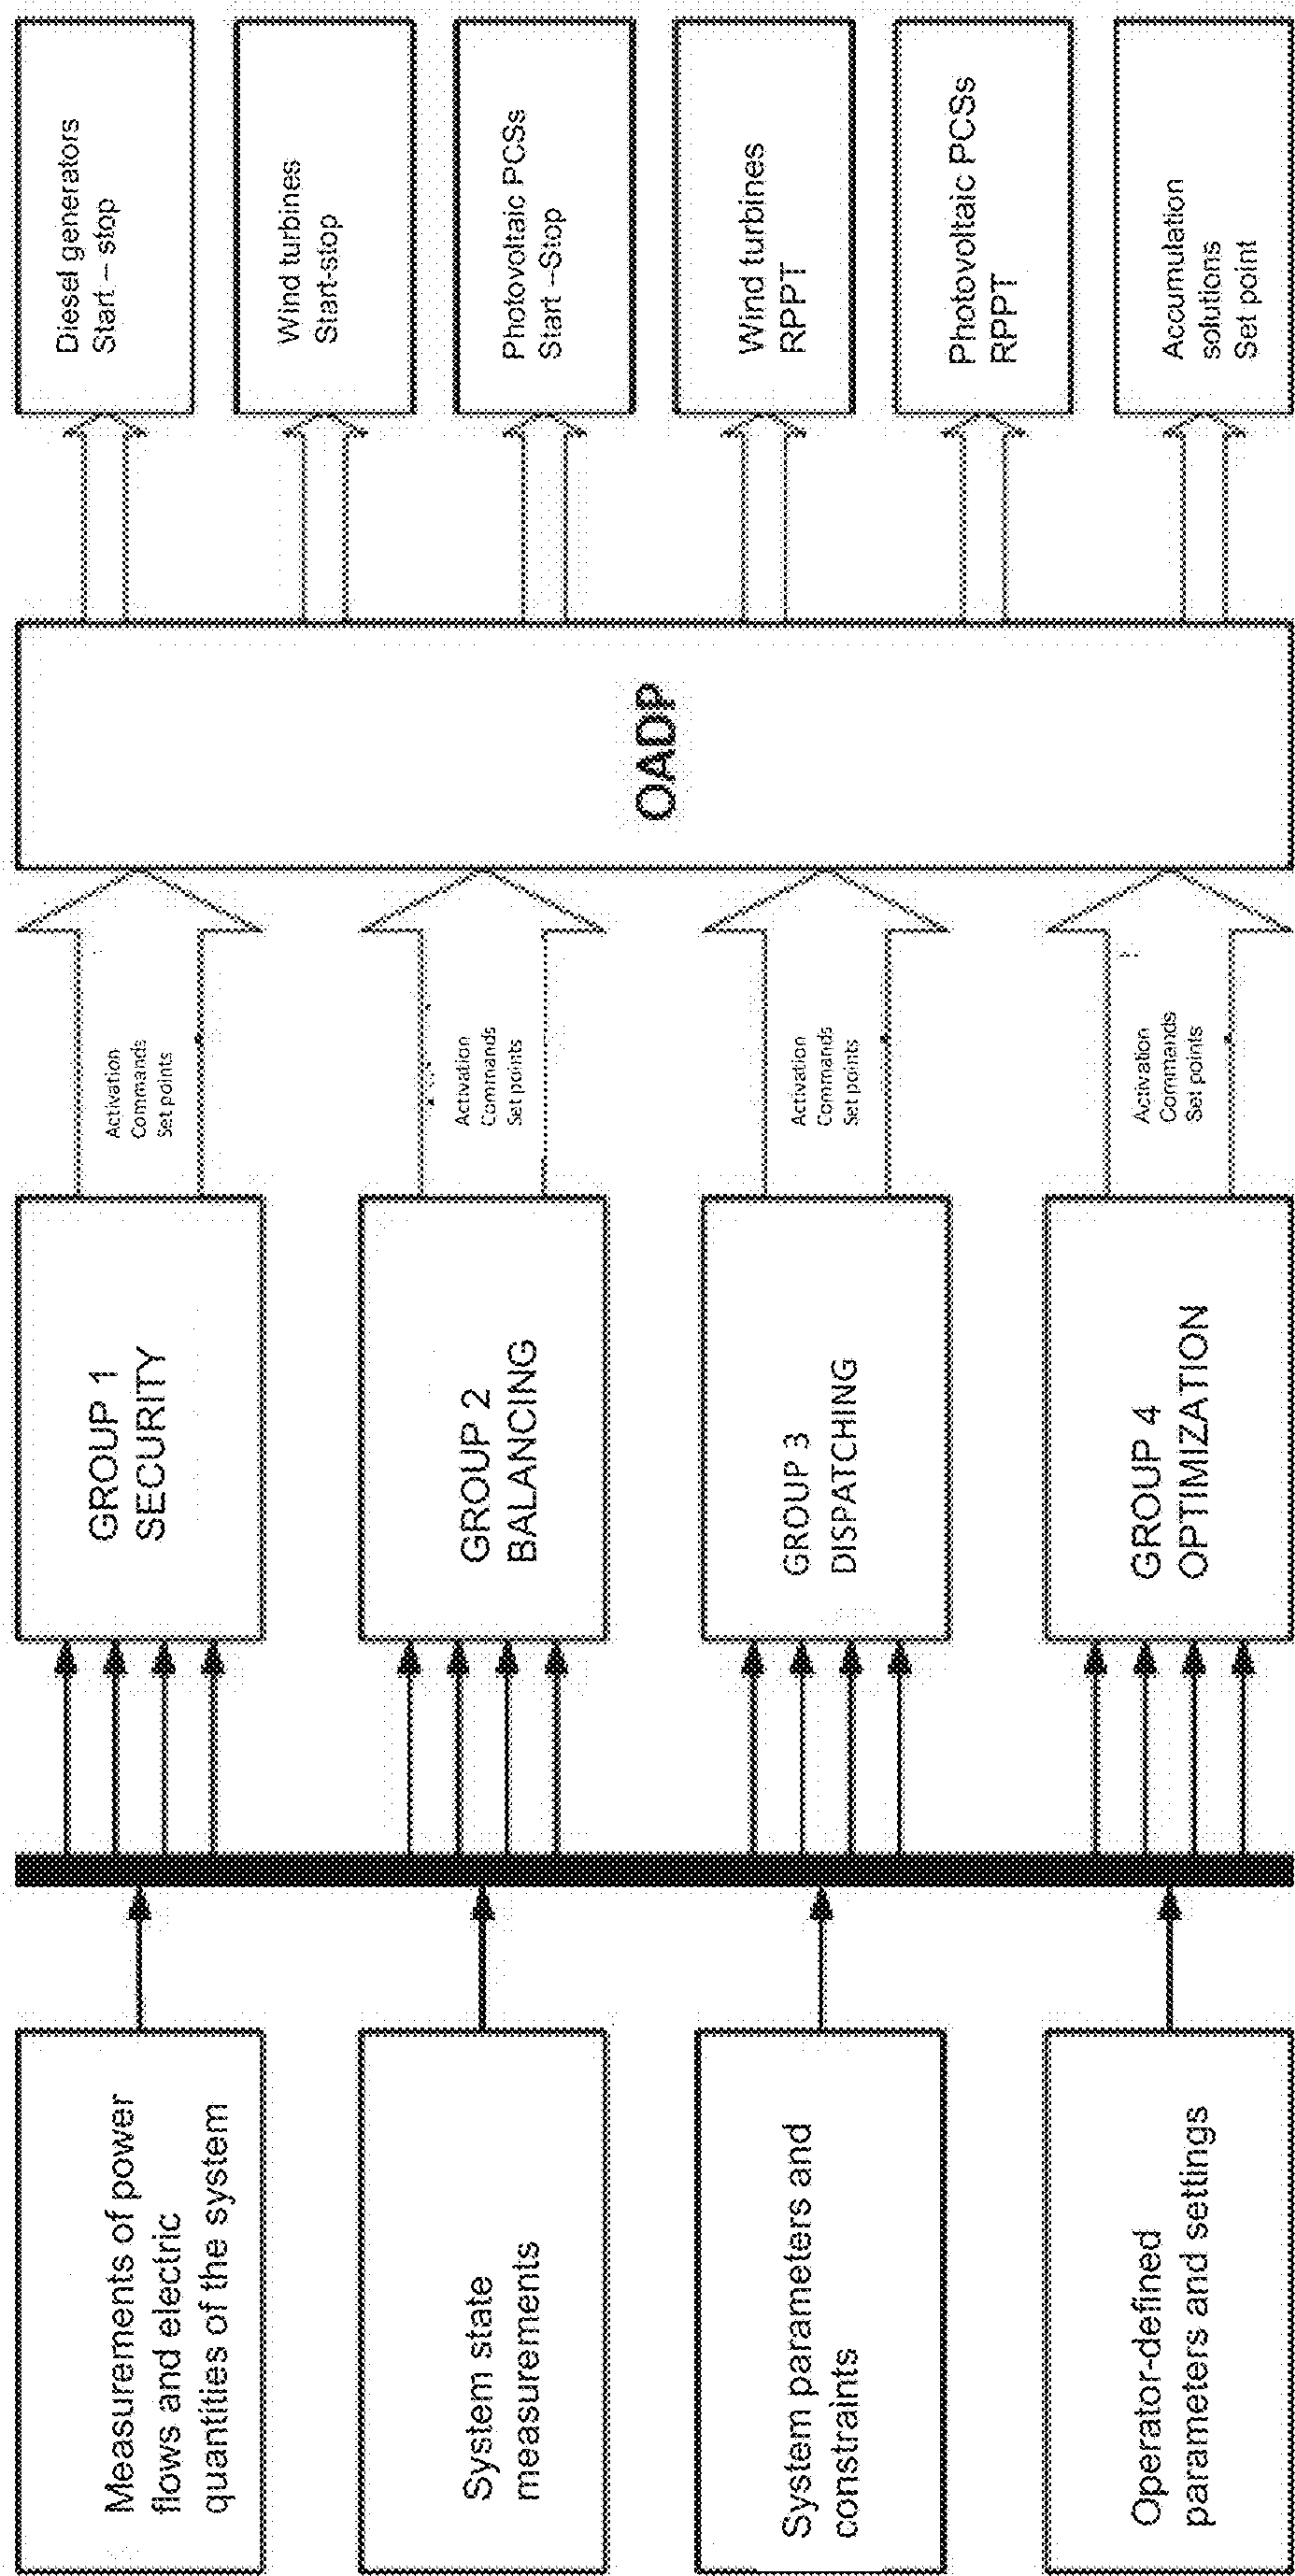 Measurements of power
flows and electric
quantities of the system
System state
measurements
System parameters and
constraints
Operator-defined
parameters and settings
GROUP 1
SECURITY
GROUP 2
BALANCING
GROUP 3
DISPATCHING
GROUP 4
OPTIMIZATION
Activation
Commands
Set points
Activation
Commands
Set points
Activation
Commands
Set points
Activation
Commands
Set points
OADP
Diesel generators
Start – stop
Wind turbines
Start-stop
Photovoltaic PCSs
Start –Stop
Wind turbines
RPPT
Photovoltaic PCSs
RPPT
Accumulation
solutions
Set point